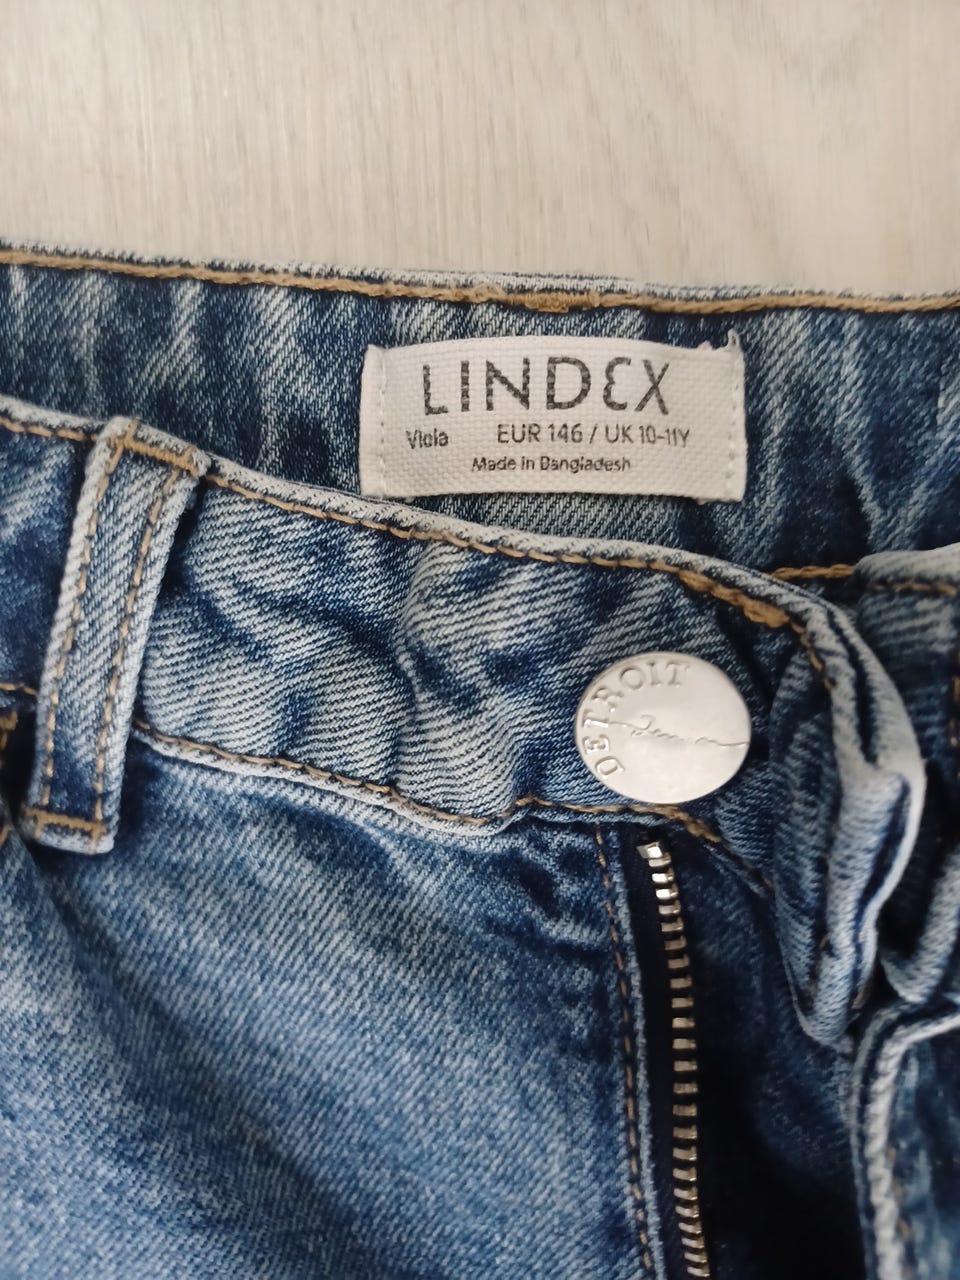 LINDEX
Viola EUR 146 / UK 10-11Y
Made in Bangladesh
DETROIT